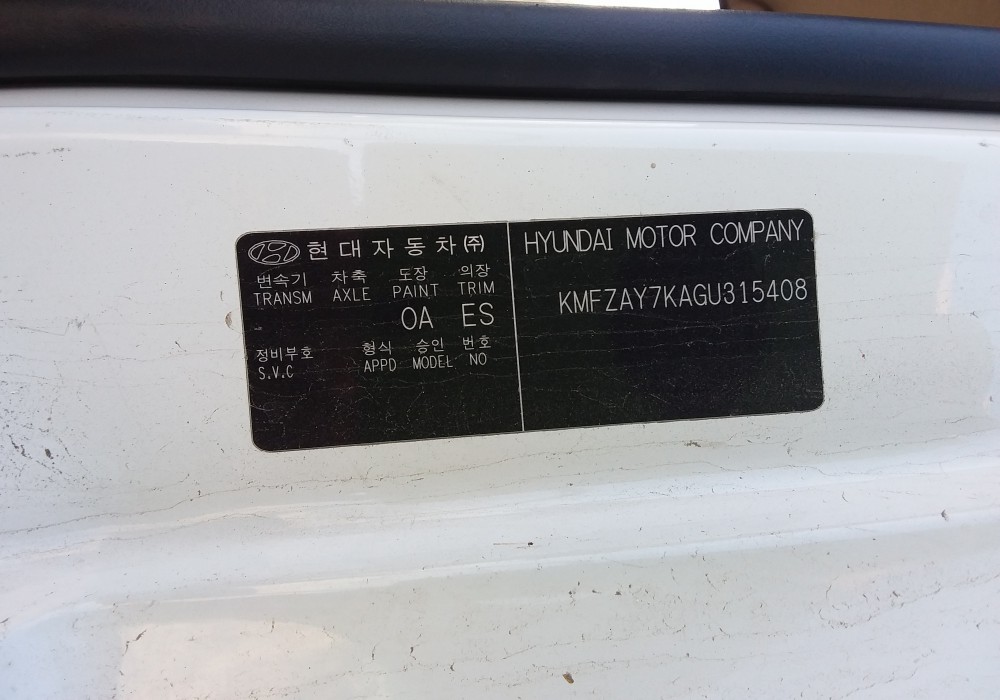 현대자동차㈜
변속기 차축 도장 의장
TRANSM AXLE PAINT TRIM
OA ES
정비부호 형식 승인 번호
S.V.C APPD MODEL NO
HYUNDAI MOTOR COMPANY
KMFZAY7KAGU315408